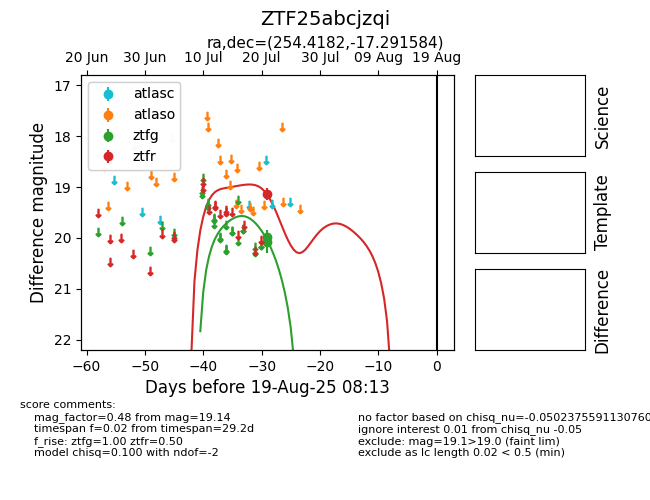 ZTF25abcjzqi
ra,dec=(254.4182,-17.291584)
20 Jun 30 Jun 10 Jul 20 Jul 30 Jul 09 Aug 19 Aug
17
18
19
20
21
22
Difference magnitude
atlasc
atlaso
ztfg
ztfr
−60 −50 −40 −30 −20 −10 0
Days before 19-Aug-25 08:13
Science
Template
Difference
score comments:
mag_factor=0.48 from mag=19.14
timespan f=0.02 from timespan=29.2d
f_rise: ztfg=1.00 ztfr=0.50
model chisq=0.100 with ndof=-2
no factor based on chisq_nu=-0.0502375591130760
ignore interest 0.01 from chisq_nu -0.05
exclude: mag=19.1>19.0 (faint lim)
exclude as lc length 0.02 < 0.5 (min)